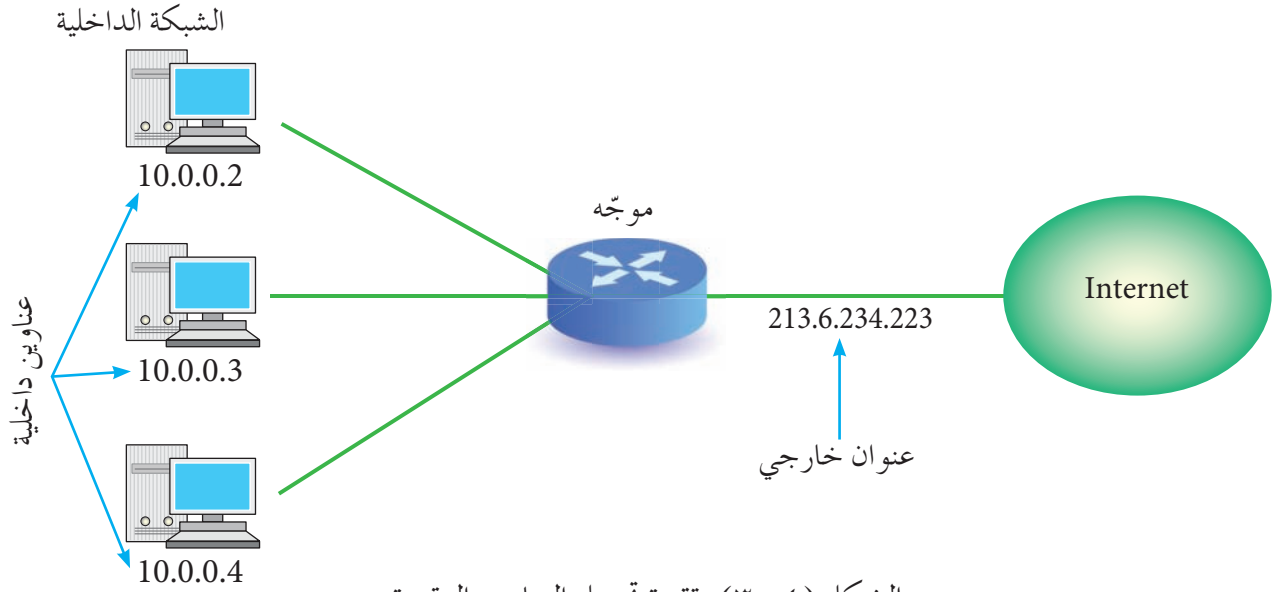 الشبكة الداخلية
10.0.0.2
موجّه
Internet
213.6.234.223
10.0.0.3
عناوين داخلية
عنوان خارجي
10.0.0.4